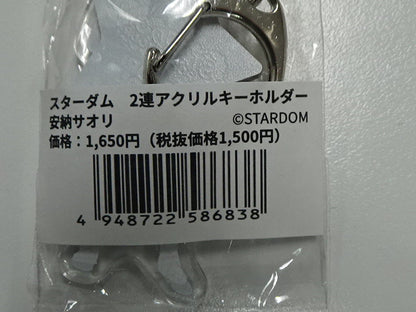 スターダム　2連アクリルキーホルダー
安納サオリ　©STARDOM
価格：1,650円（税抜価格1,500円）
4 948722 586838